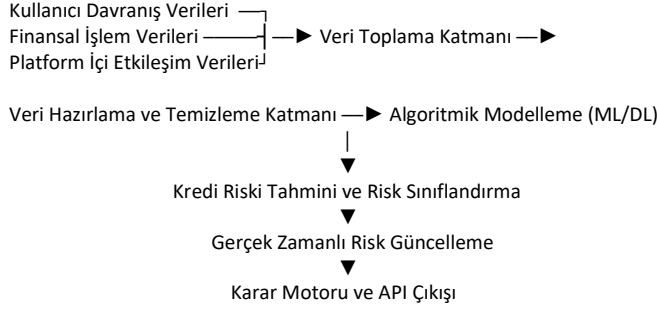 Kullanıcı Davranış Verileri ──┐
Finansal İşlem Verileri ─────┤ ──► Veri Toplama Katmanı ──►
Platform İçi Etkileşim Verileri┘
Veri Hazırlama ve Temizleme Katmanı ──► Algoritmik Modelleme (ML/DL)
│
▼
Kredi Riski Tahmini ve Risk Sınıflandırma
▼
Gerçek Zamanlı Risk Güncelleme
▼
Karar Motoru ve API Çıkışı